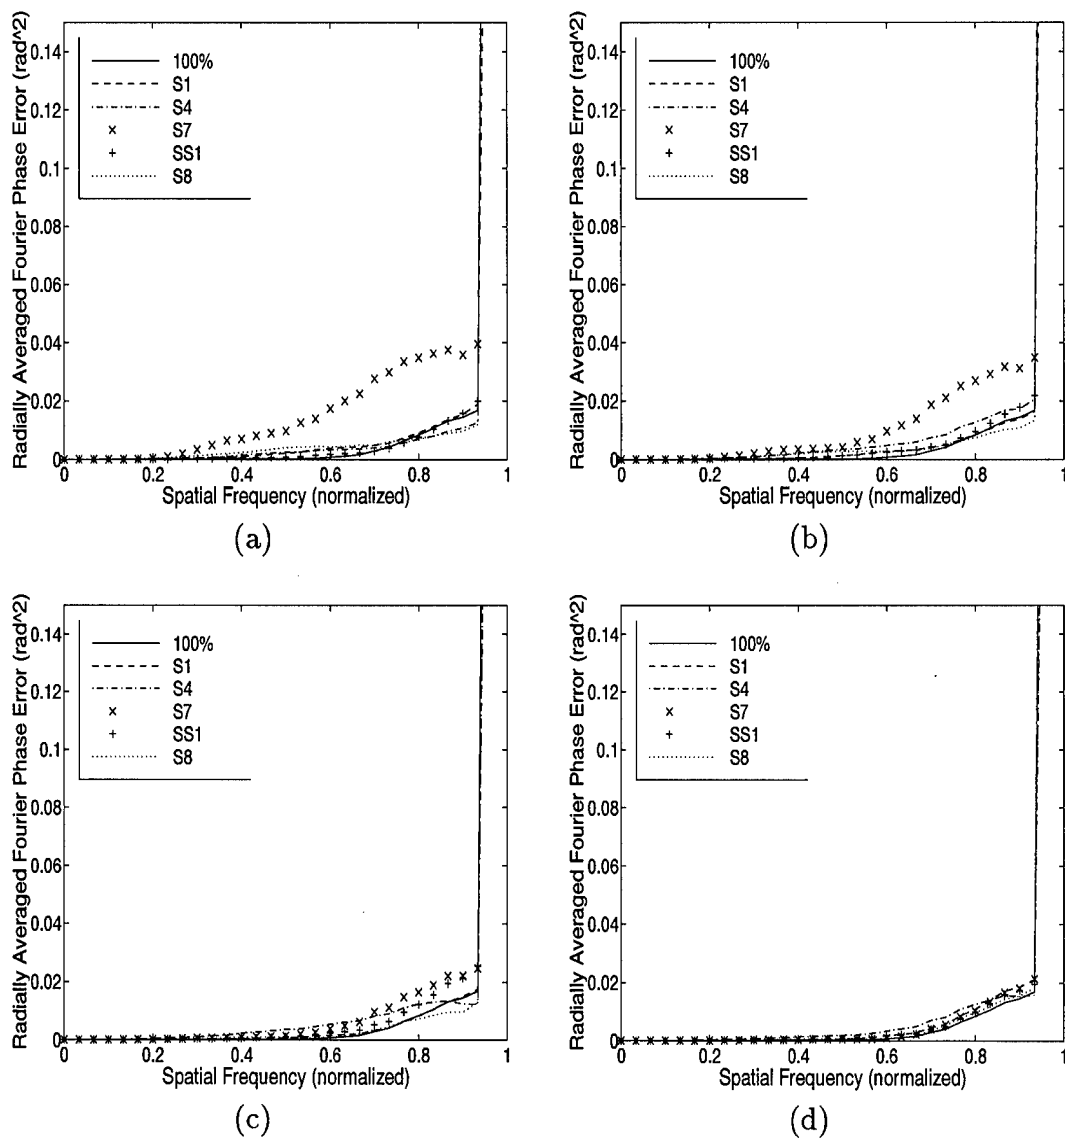 Radially Averaged Fourier Phase Error (rad^2)
0.14
0.12
0.1
0.08
0.06
0.04
0.02
0
100%
S1
S4
S7
SS1
S8
0 0.2 0.4 0.6 0.8 1
Spatial Frequency (normalized)
(a)
Radially Averaged Fourier Phase Error (rad^2)
0.14
0.12
0.1
0.08
0.06
0.04
0.02
0
100%
S1
S4
S7
SS1
S8
0 0.2 0.4 0.6 0.8 1
Spatial Frequency (normalized)
(b)
Radially Averaged Fourier Phase Error (rad^2)
0.14
0.12
0.1
0.08
0.06
0.04
0.02
0
100%
S1
S4
S7
SS1
S8
0 0.2 0.4 0.6 0.8 1
Spatial Frequency (normalized)
(c)
Radially Averaged Fourier Phase Error (rad^2)
0.14
0.12
0.1
0.08
0.06
0.04
0.02
0
100%
S1
S4
S7
SS1
S8
0 0.2 0.4 0.6 0.8 1
Spatial Frequency (normalized)
(d)